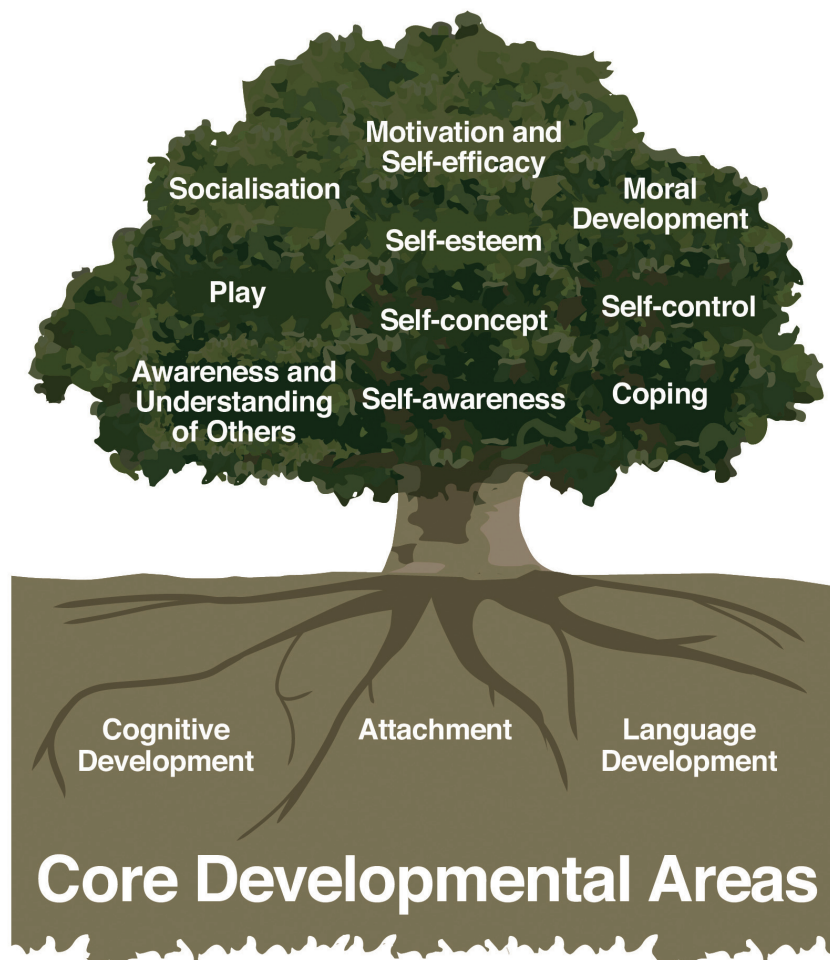 Motivation and
Self-efficacy
Socialisation
Moral
Development
Self-esteem
Play
Self-concept
Self-control
Awareness and
Understanding
of Others
Self-awareness
Coping
Cognitive
Development
Attachment
Language
Development
Core Developmental Areas